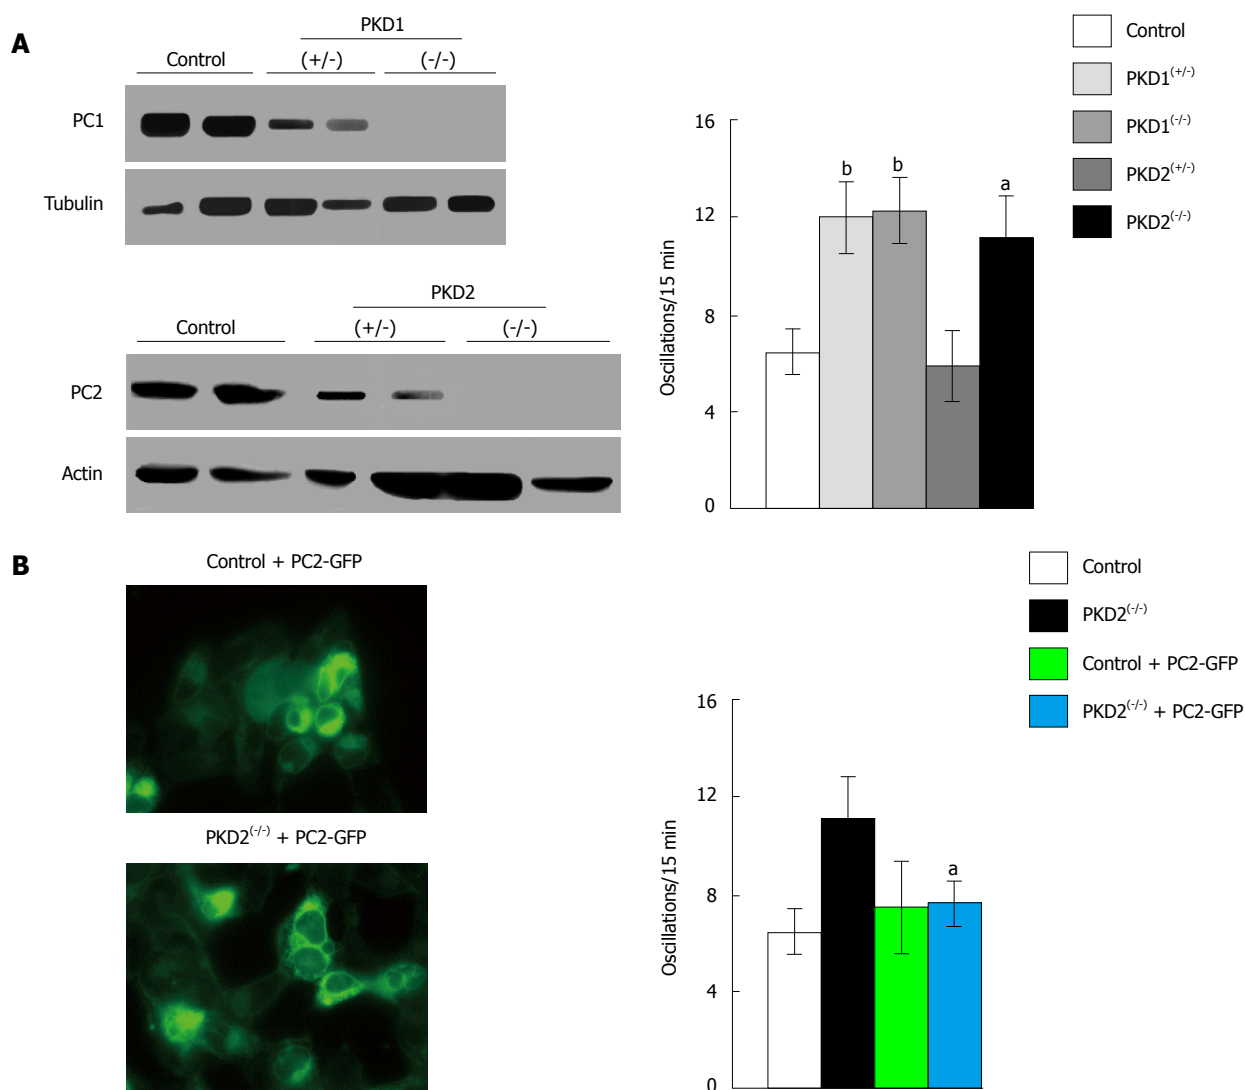 A
PKD1
Control (+/-) (-/-)
PC1
Tubulin
PKD2
Control (+/-) (-/-)
PC2
Actin
Control
PKD1(+/-)
PKD1(-/-)
PKD2(+/-)
PKD2(-/-)
Oscillations/15 min
16
12
8
4
0
b b a
B
Control + PC2-GFP
PKD2(-/-) + PC2-GFP
Control
PKD2(-/-)
Control + PC2-GFP
PKD2(-/-) + PC2-GFP
Oscillations/15 min
16
12
8
4
0
a